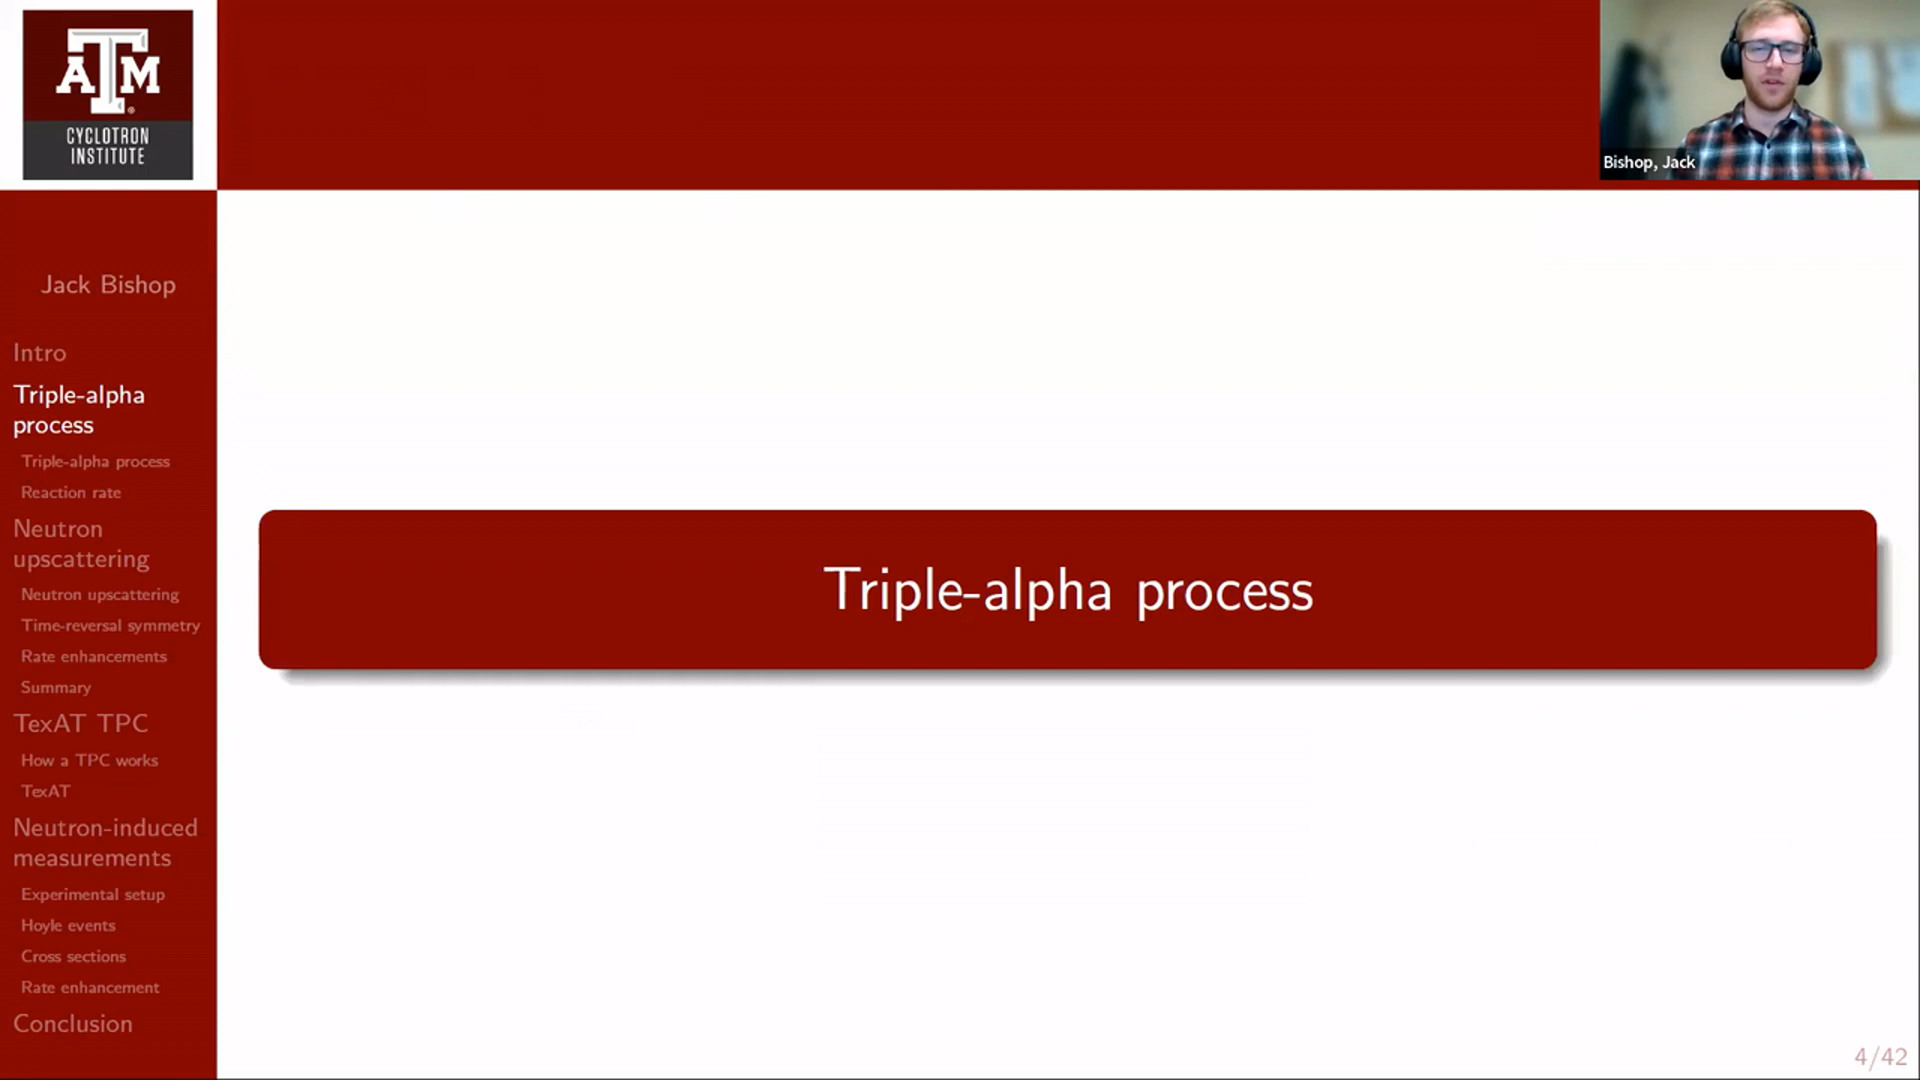 ATM
CYCLOTRON
INSTITUTE
Bishop, Jack
Jack Bishop
Intro
Triple-alpha
process
Triple-alpha process
Reaction rate
Neutron
upscattering
Neutron upscattering
Time-reversal symmetry
Rate enhancements
Summary
TexAT TPC
How a TPC works
TexAT
Neutron-induced
measurements
Experimental setup
Hoyle events
Cross sections
Rate enhancement
Conclusion
Triple-alpha process
4/42